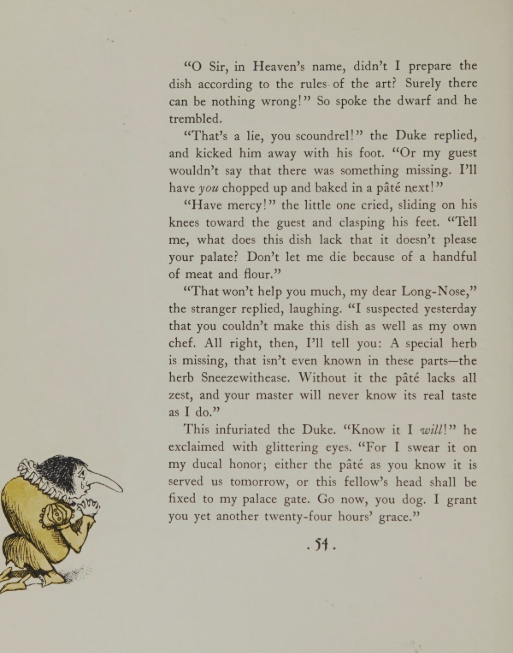 “O Sir, in Heaven’s name, didn’t I prepare the
dish according to the rules of the art? Surely there
can be nothing wrong!” So spoke the dwarf and he
trembled.
“That’s a lie, you scoundrel!” the Duke replied,
and kicked him away with his foot. “Or my guest
wouldn’t say that there was something missing. I’ll
have you chopped up and baked in a pâté next!”
“Have mercy!” the little one cried, sliding on his
knees toward the guest and clasping his feet. “Tell
me, what does this dish lack that it doesn’t please
your palate? Don’t let me die because of a handful
of meat and flour.”
“That won’t help you much, my dear Long-Nose,”
the stranger replied, laughing. “I suspected yesterday
that you couldn’t make this dish as well as my own
chef. All right, then, I’ll tell you: A special herb
is missing, that isn’t even known in these parts—the
herb Sneezewithease. Without it the pâté lacks all
zest, and your master will never know its real taste
as I do.”
This infuriated the Duke. “Know it I will!” he
exclaimed with glittering eyes. “For I swear it on
my ducal honor; either the pâté as you know it is
served us tomorrow, or this fellow’s head shall be
fixed to my palace gate. Go now, you dog. I grant
you yet another twenty-four hours’ grace.”
. 54 .